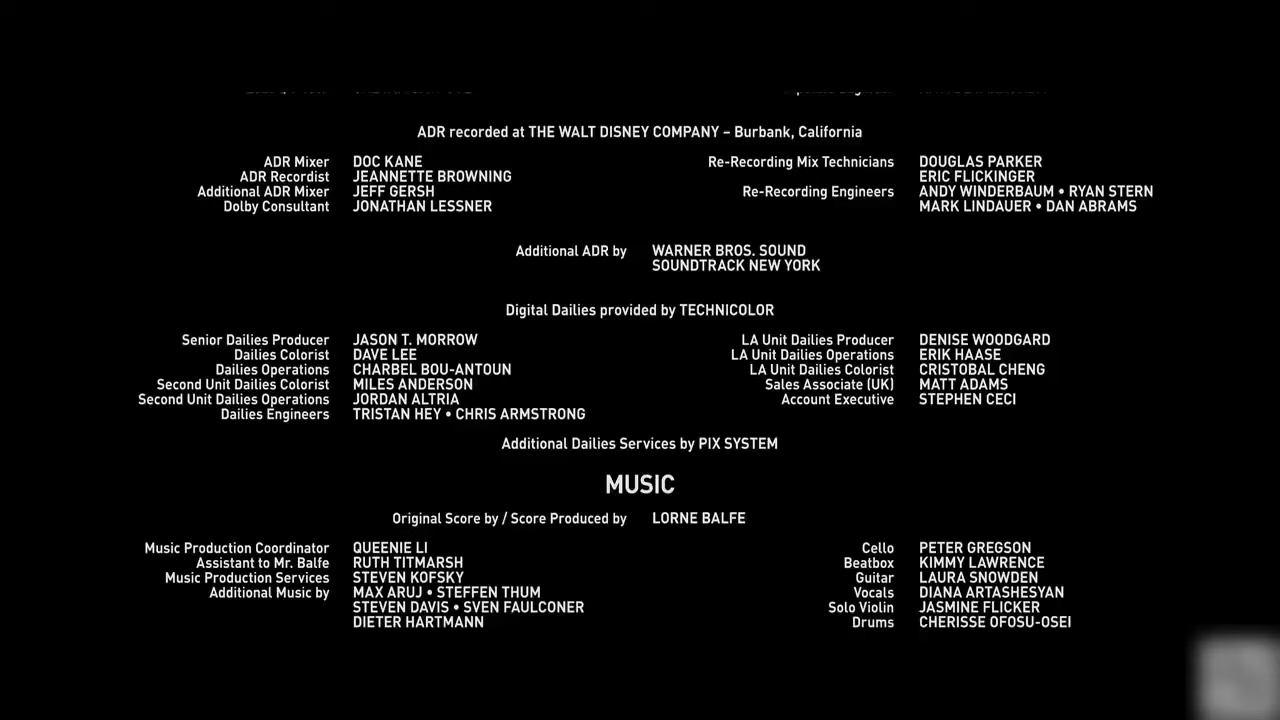 ADR recorded at THE WALT DISNEY COMPANY – Burbank, California
ADR Mixer DOC KANE
ADR Recordist JEANNETTE BROWNING
Additional ADR Mixer JEFF GERSH
Dolby Consultant JONATHAN LESSNER
Re-Recording Mix Technicians DOUGLAS PARKER
ERIC FLICKINGER
Re-Recording Engineers ANDY WINDERBAUM • RYAN STERN
MARK LINDAUER • DAN ABRAMS
Additional ADR by WARNER BROS. SOUND
SOUNDTRACK NEW YORK
Digital Dailies provided by TECHNICOLOR
Senior Dailies Producer JASON T. MORROW
Dailies Colorist DAVE LEE
Dailies Operations CHARBEL BOU-ANTOUN
Second Unit Dailies Colorist MILES ANDERSON
Second Unit Dailies Operations JORDAN ALTRIA
Dailies Engineers TRISTAN HEY • CHRIS ARMSTRONG
LA Unit Dailies Producer DENISE WOODGARD
LA Unit Dailies Operations ERIK HAASE
LA Unit Dailies Colorist CRISTOBAL CHENG
Sales Associate (UK) MATT ADAMS
Account Executive STEPHEN CECI
Additional Dailies Services by PIX SYSTEM
MUSIC
Original Score by / Score Produced by LORNE BALFE
Music Production Coordinator QUEENIE LI
Assistant to Mr. Balfe RUTH TITMARSH
Music Production Services STEVEN KOFSKY
Additional Music by MAX ARUJ • STEFFEN THUM
STEVEN DAVIS • SVEN FAULCONER
DIETER HARTMANN
Cello PETER GREGSON
Beatbox KIMMY LAWRENCE
Guitar LAURA SNOWDEN
Vocals DIANA ARTASHESYAN
Solo Violin JASMINE FLICKER
Drums CHERISSE OFOSU-OSEI